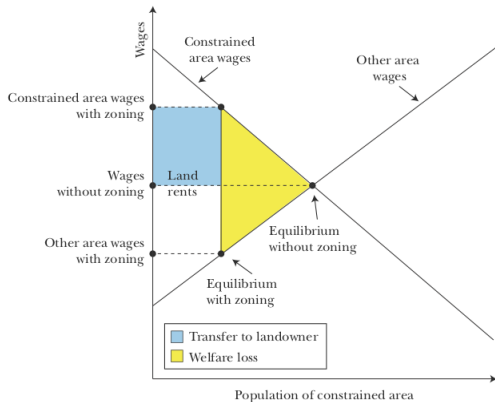 Wages
Constrained
area wages
Other area
wages
Constrained area wages
with zoning
Wages
without zoning
Land
rents
Other area wages
with zoning
Equilibrium
without zoning
Equilibrium
with zoning
Transfer to landowner
Welfare loss
Population of constrained area